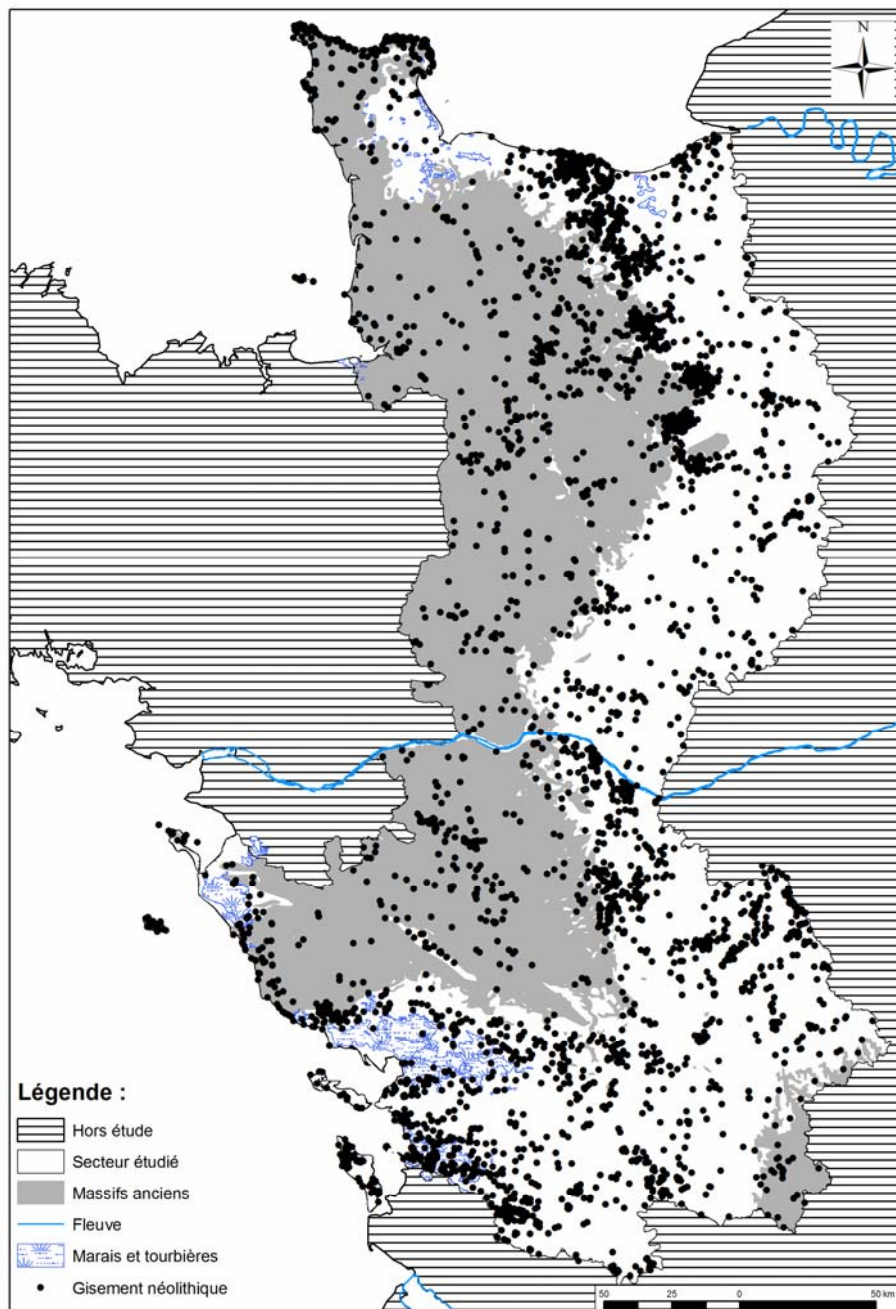 N
Légende :
Hors étude
Secteur étudié
Massifs anciens
Fleuve
Marais et tourbières
Gisement néolithique
50 25 0 50 km